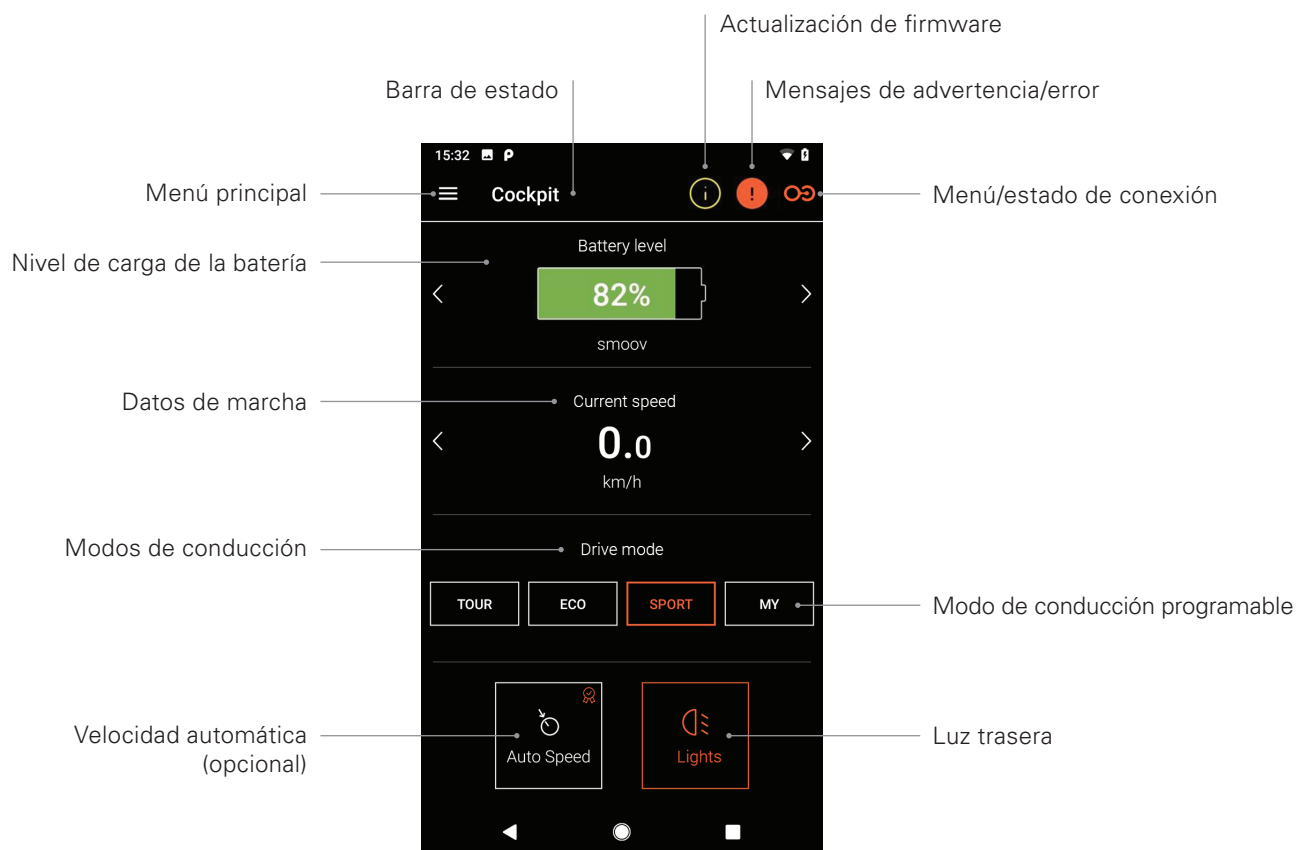 Actualización de firmware
Barra de estado
Mensajes de advertencia/error
15:32
Menú principal
Cockpit
Menú/estado de conexión
Battery level
Nivel de carga de la batería
82%
smoov
Datos de marcha
Current speed
0.0
km/h
Modos de conducción
Drive mode
TOUR ECO SPORT MY
Modo de conducción programable
Velocidad automática
(opcional)
Auto Speed
Lights
Luz trasera